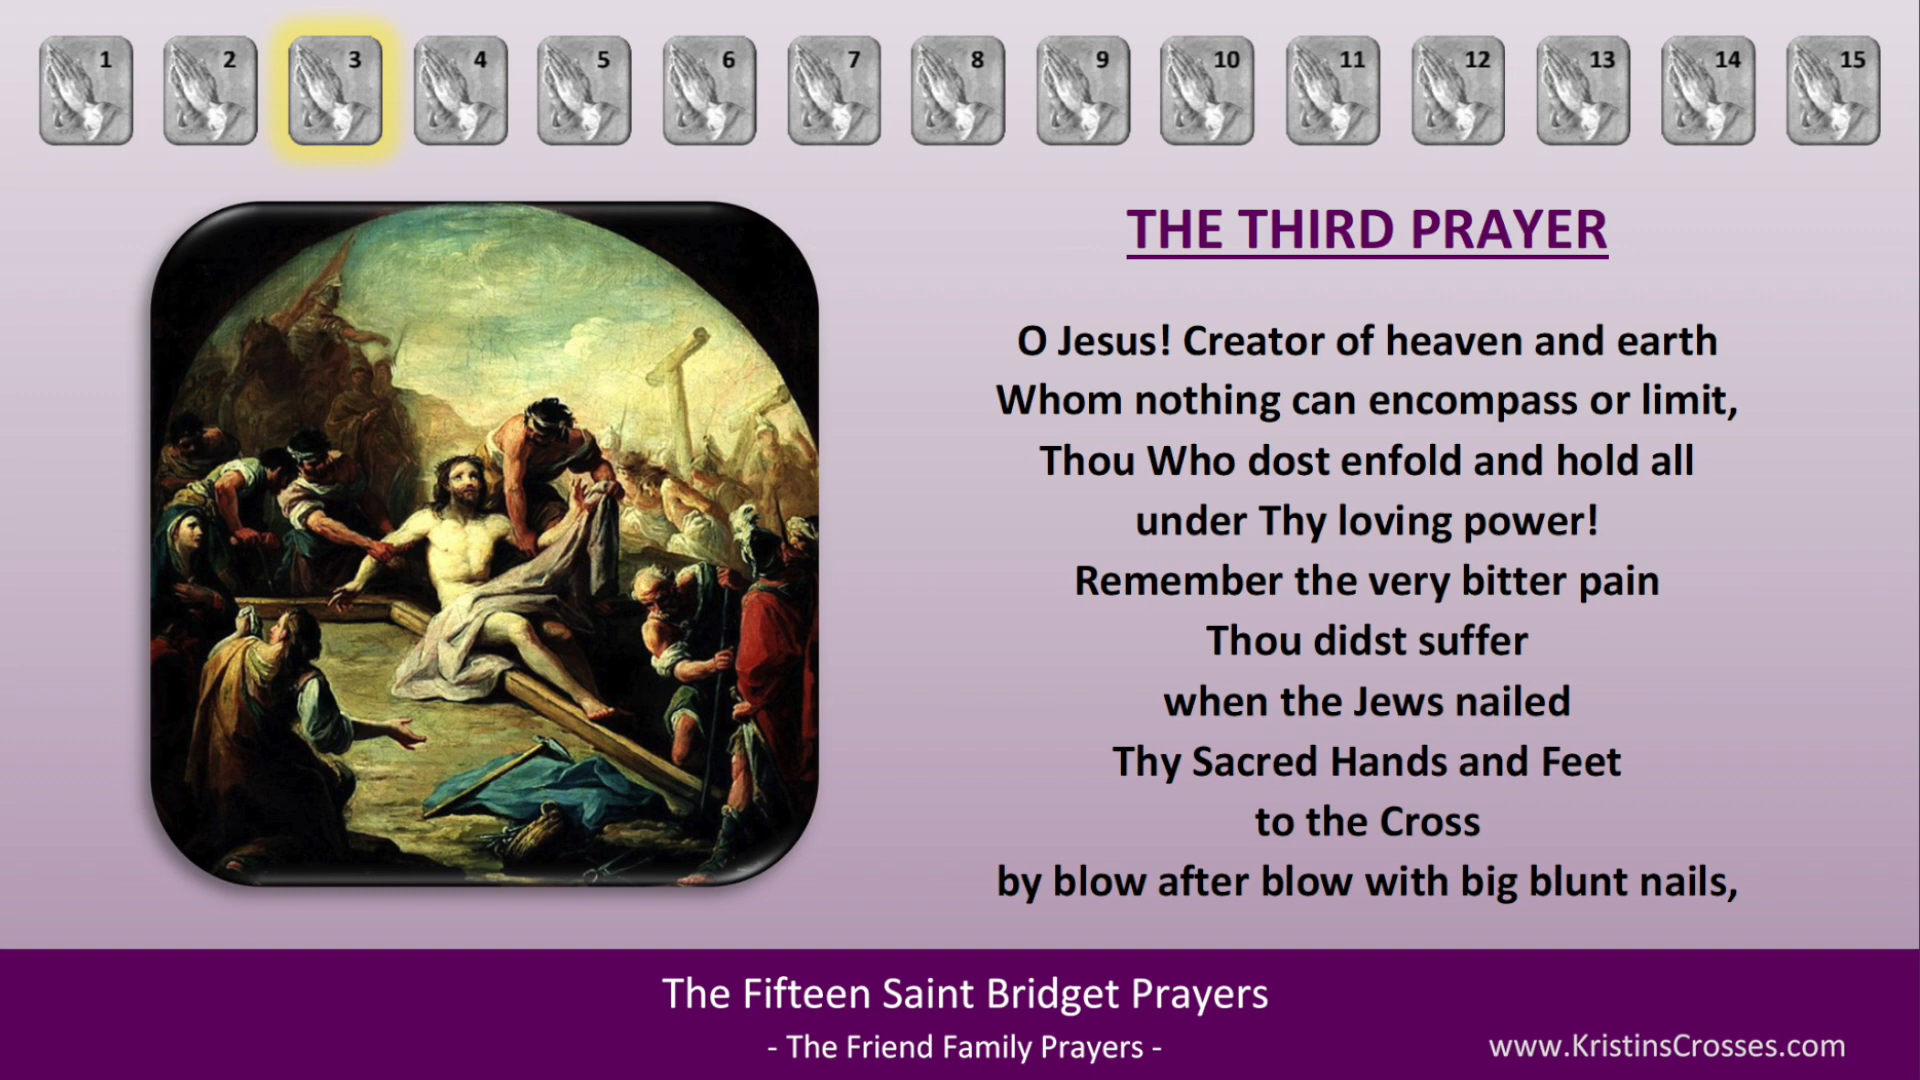 1 2 3 4 5 6 7 8 9 10 11 12 13 14 15
THE THIRD PRAYER
O Jesus! Creator of heaven and earth
Whom nothing can encompass or limit,
Thou Who dost enfold and hold all
under Thy loving power!
Remember the very bitter pain
Thou didst suffer
when the Jews nailed
Thy Sacred Hands and Feet
to the Cross
by blow after blow with big blunt nails,
The Fifteen Saint Bridget Prayers
- The Friend Family Prayers -
www.KristinsCrosses.com